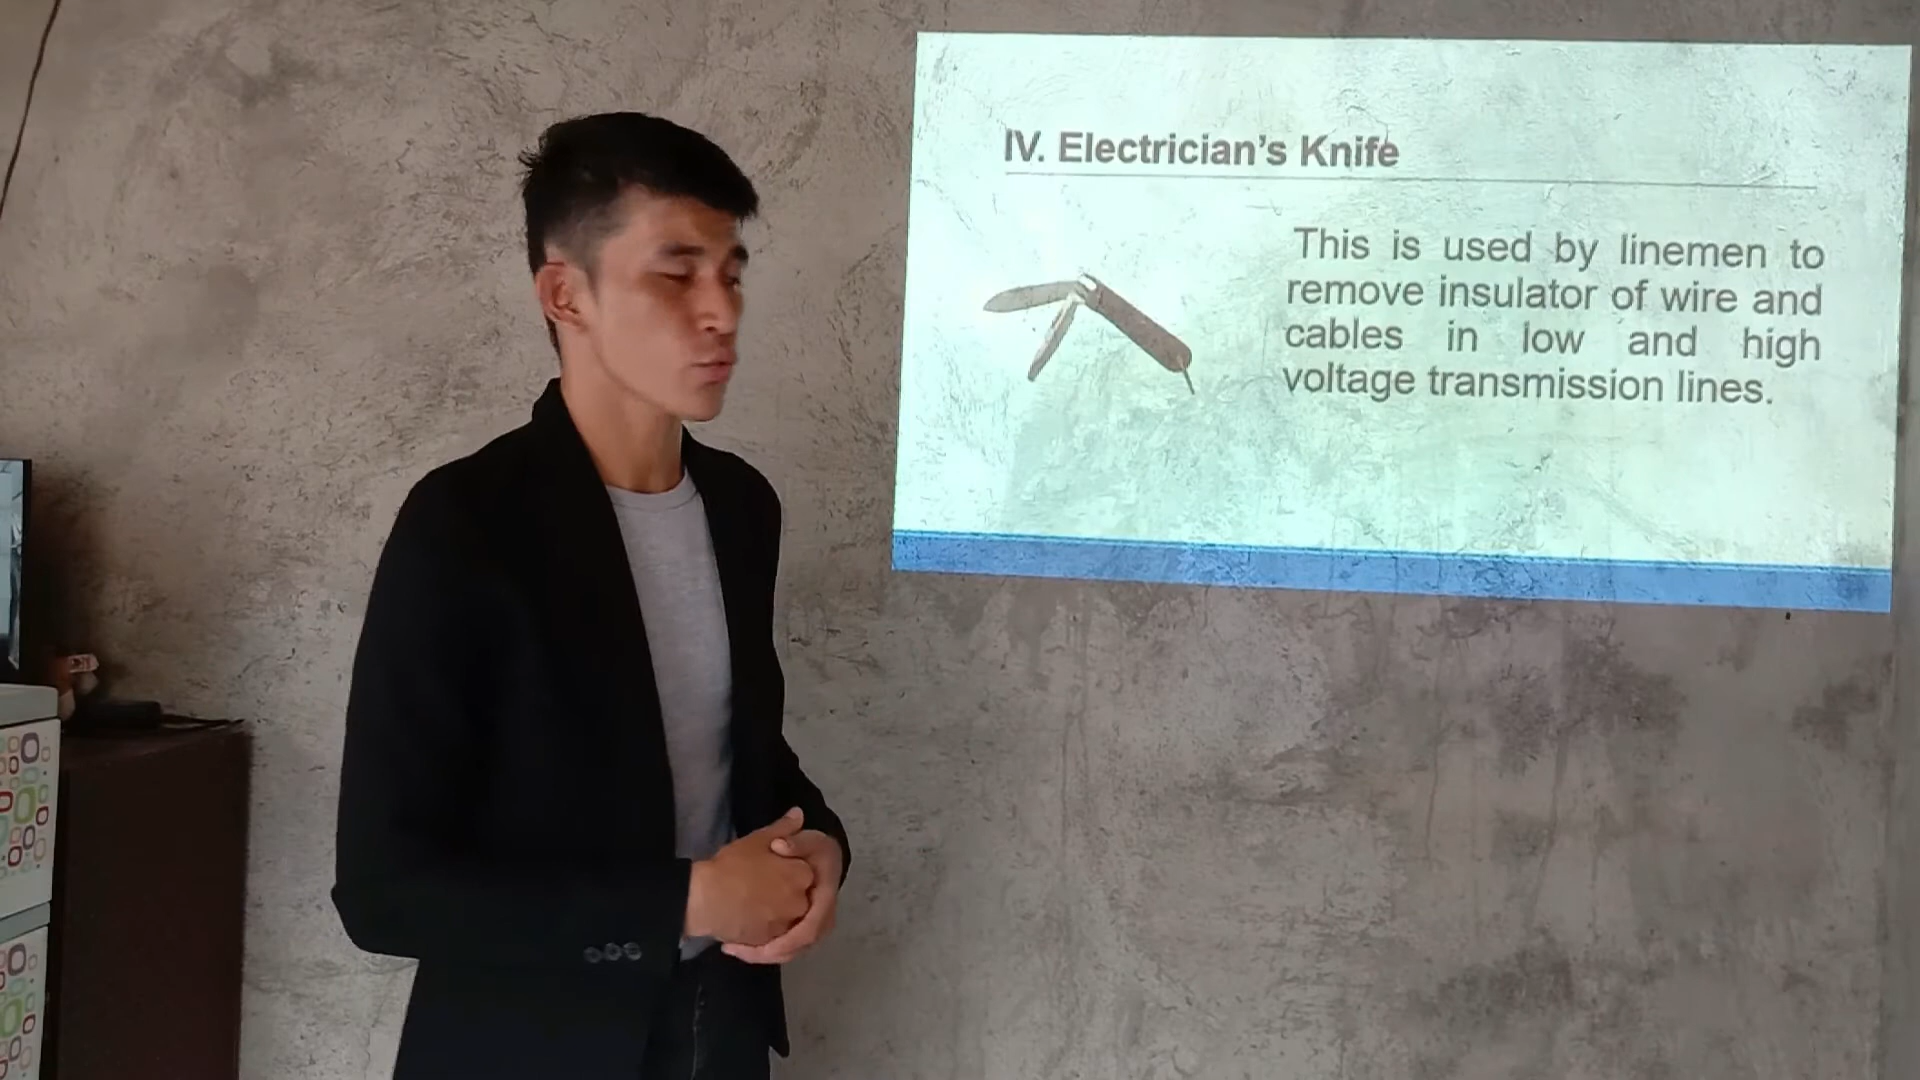 IV. Electrician's Knife
This is used by linemen to
remove insulator of wire and
cables in low and high
voltage transmission lines.